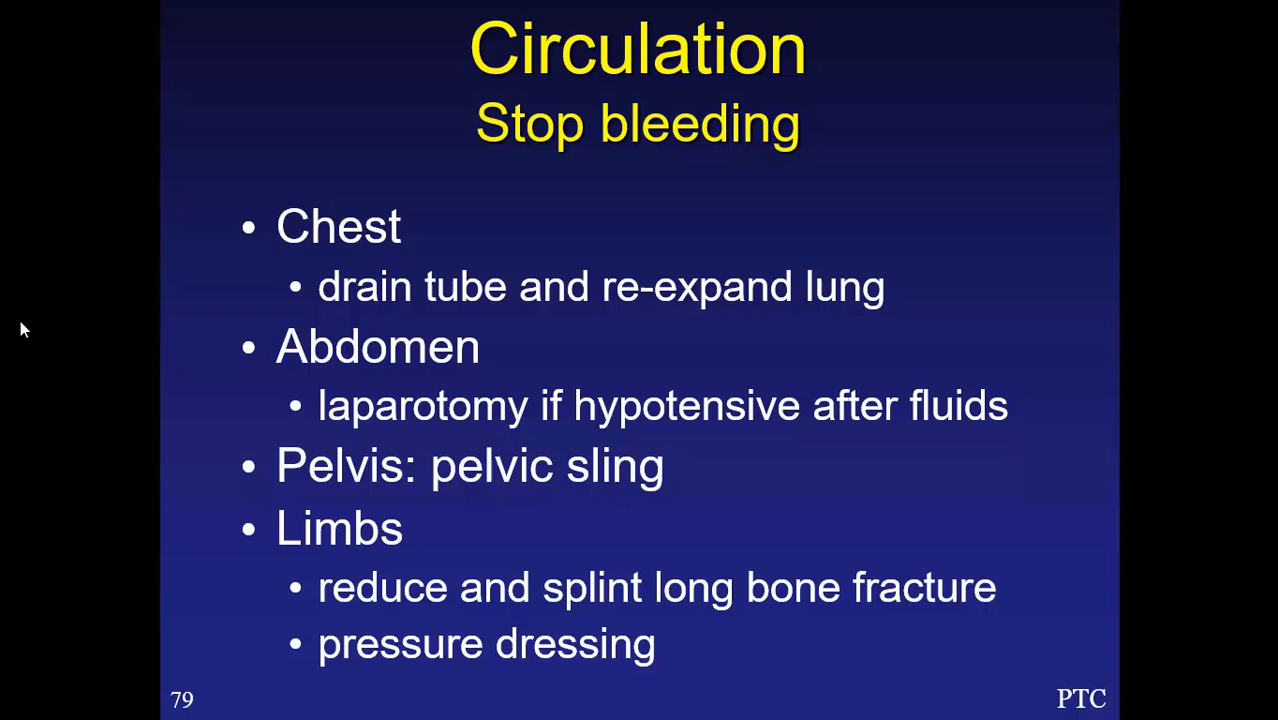 Circulation
Stop bleeding
• Chest
• drain tube and re-expand lung
• Abdomen
• laparotomy if hypotensive after fluids
• Pelvis: pelvic sling
• Limbs
• reduce and splint long bone fracture
• pressure dressing
79
PTC